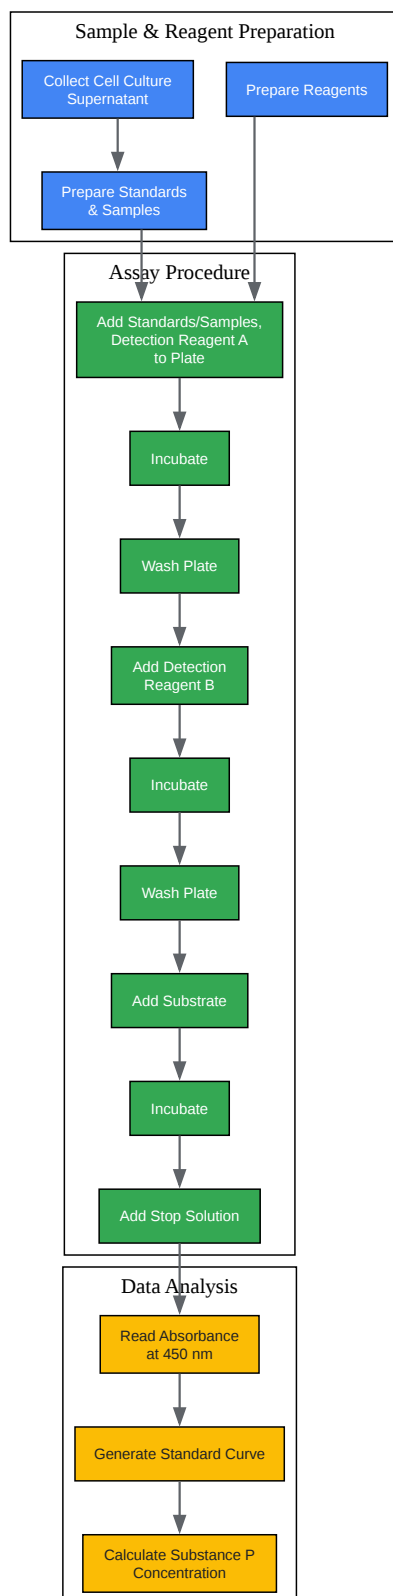 Sample & Reagent Preparation
Collect Cell Culture
Supernatant
Prepare Reagents
Prepare Standards
& Samples
Assay Procedure
Add Standards/Samples,
Detection Reagent A
to Plate
Incubate
Wash Plate
Add Detection
Reagent B
Incubate
Wash Plate
Add Substrate
Incubate
Add Stop Solution
Data Analysis
Read Absorbance
at 450 nm
Generate Standard Curve
Calculate Substance P
Concentration